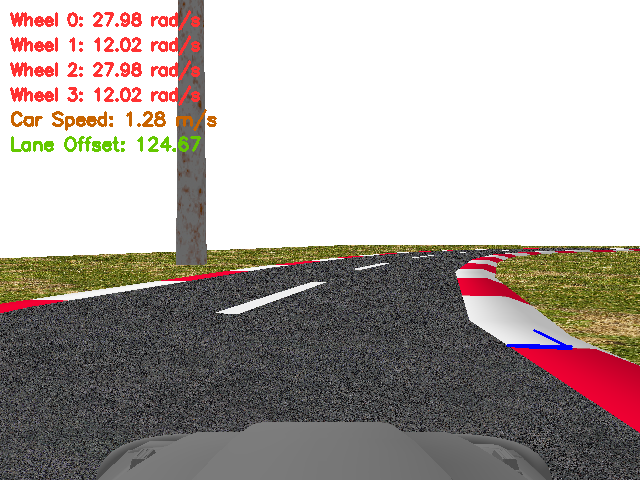 Wheel 0: 27.98 rad/s
Wheel 1: 12.02 rad/s
Wheel 2: 27.98 rad/s
Wheel 3: 12.02 rad/s
Car Speed: 1.28 m/s
Lane Offset: 124.67